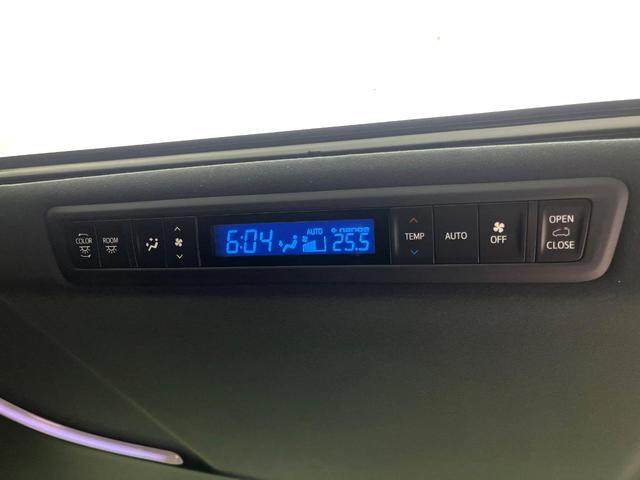 COLOR
ROOM
6:04
AUTO
nanoe
25.5
TEMP
AUTO
OFF
OPEN
CLOSE